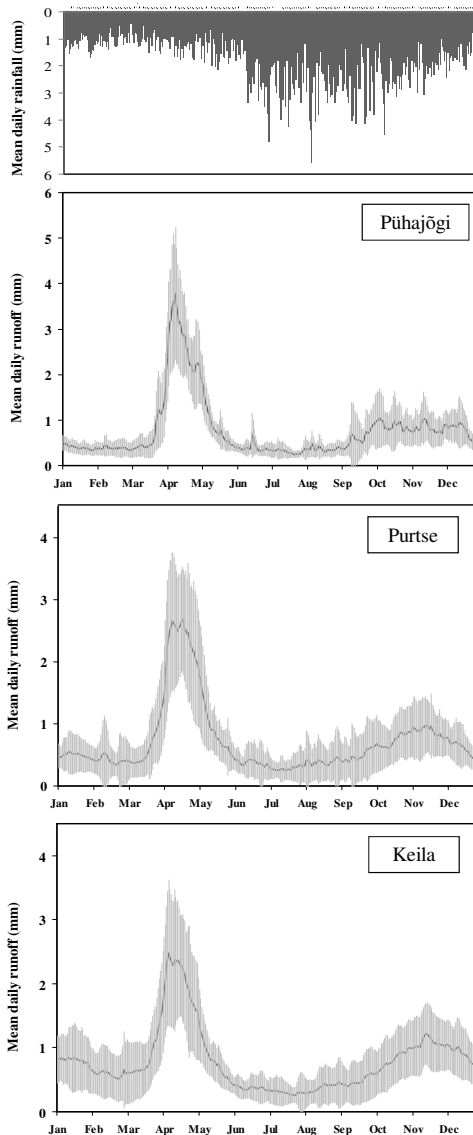 Mean daily rainfall (mm)
0
1
2
3
4
5
6
Mean daily runoff (mm)
6
5
4
3
2
1
0
Pühajõgi
Jan Feb Mar Apr May Jun Jul Aug Sep Oct Nov Dec
Mean daily runoff (mm)
4
3
2
1
0
Purtse
Jan Feb Mar Apr May Jun Jul Aug Sep Oct Nov Dec
Mean daily runoff (mm)
4
3
2
1
0
Keila
Jan Feb Mar Apr May Jun Jul Aug Sep Oct Nov Dec